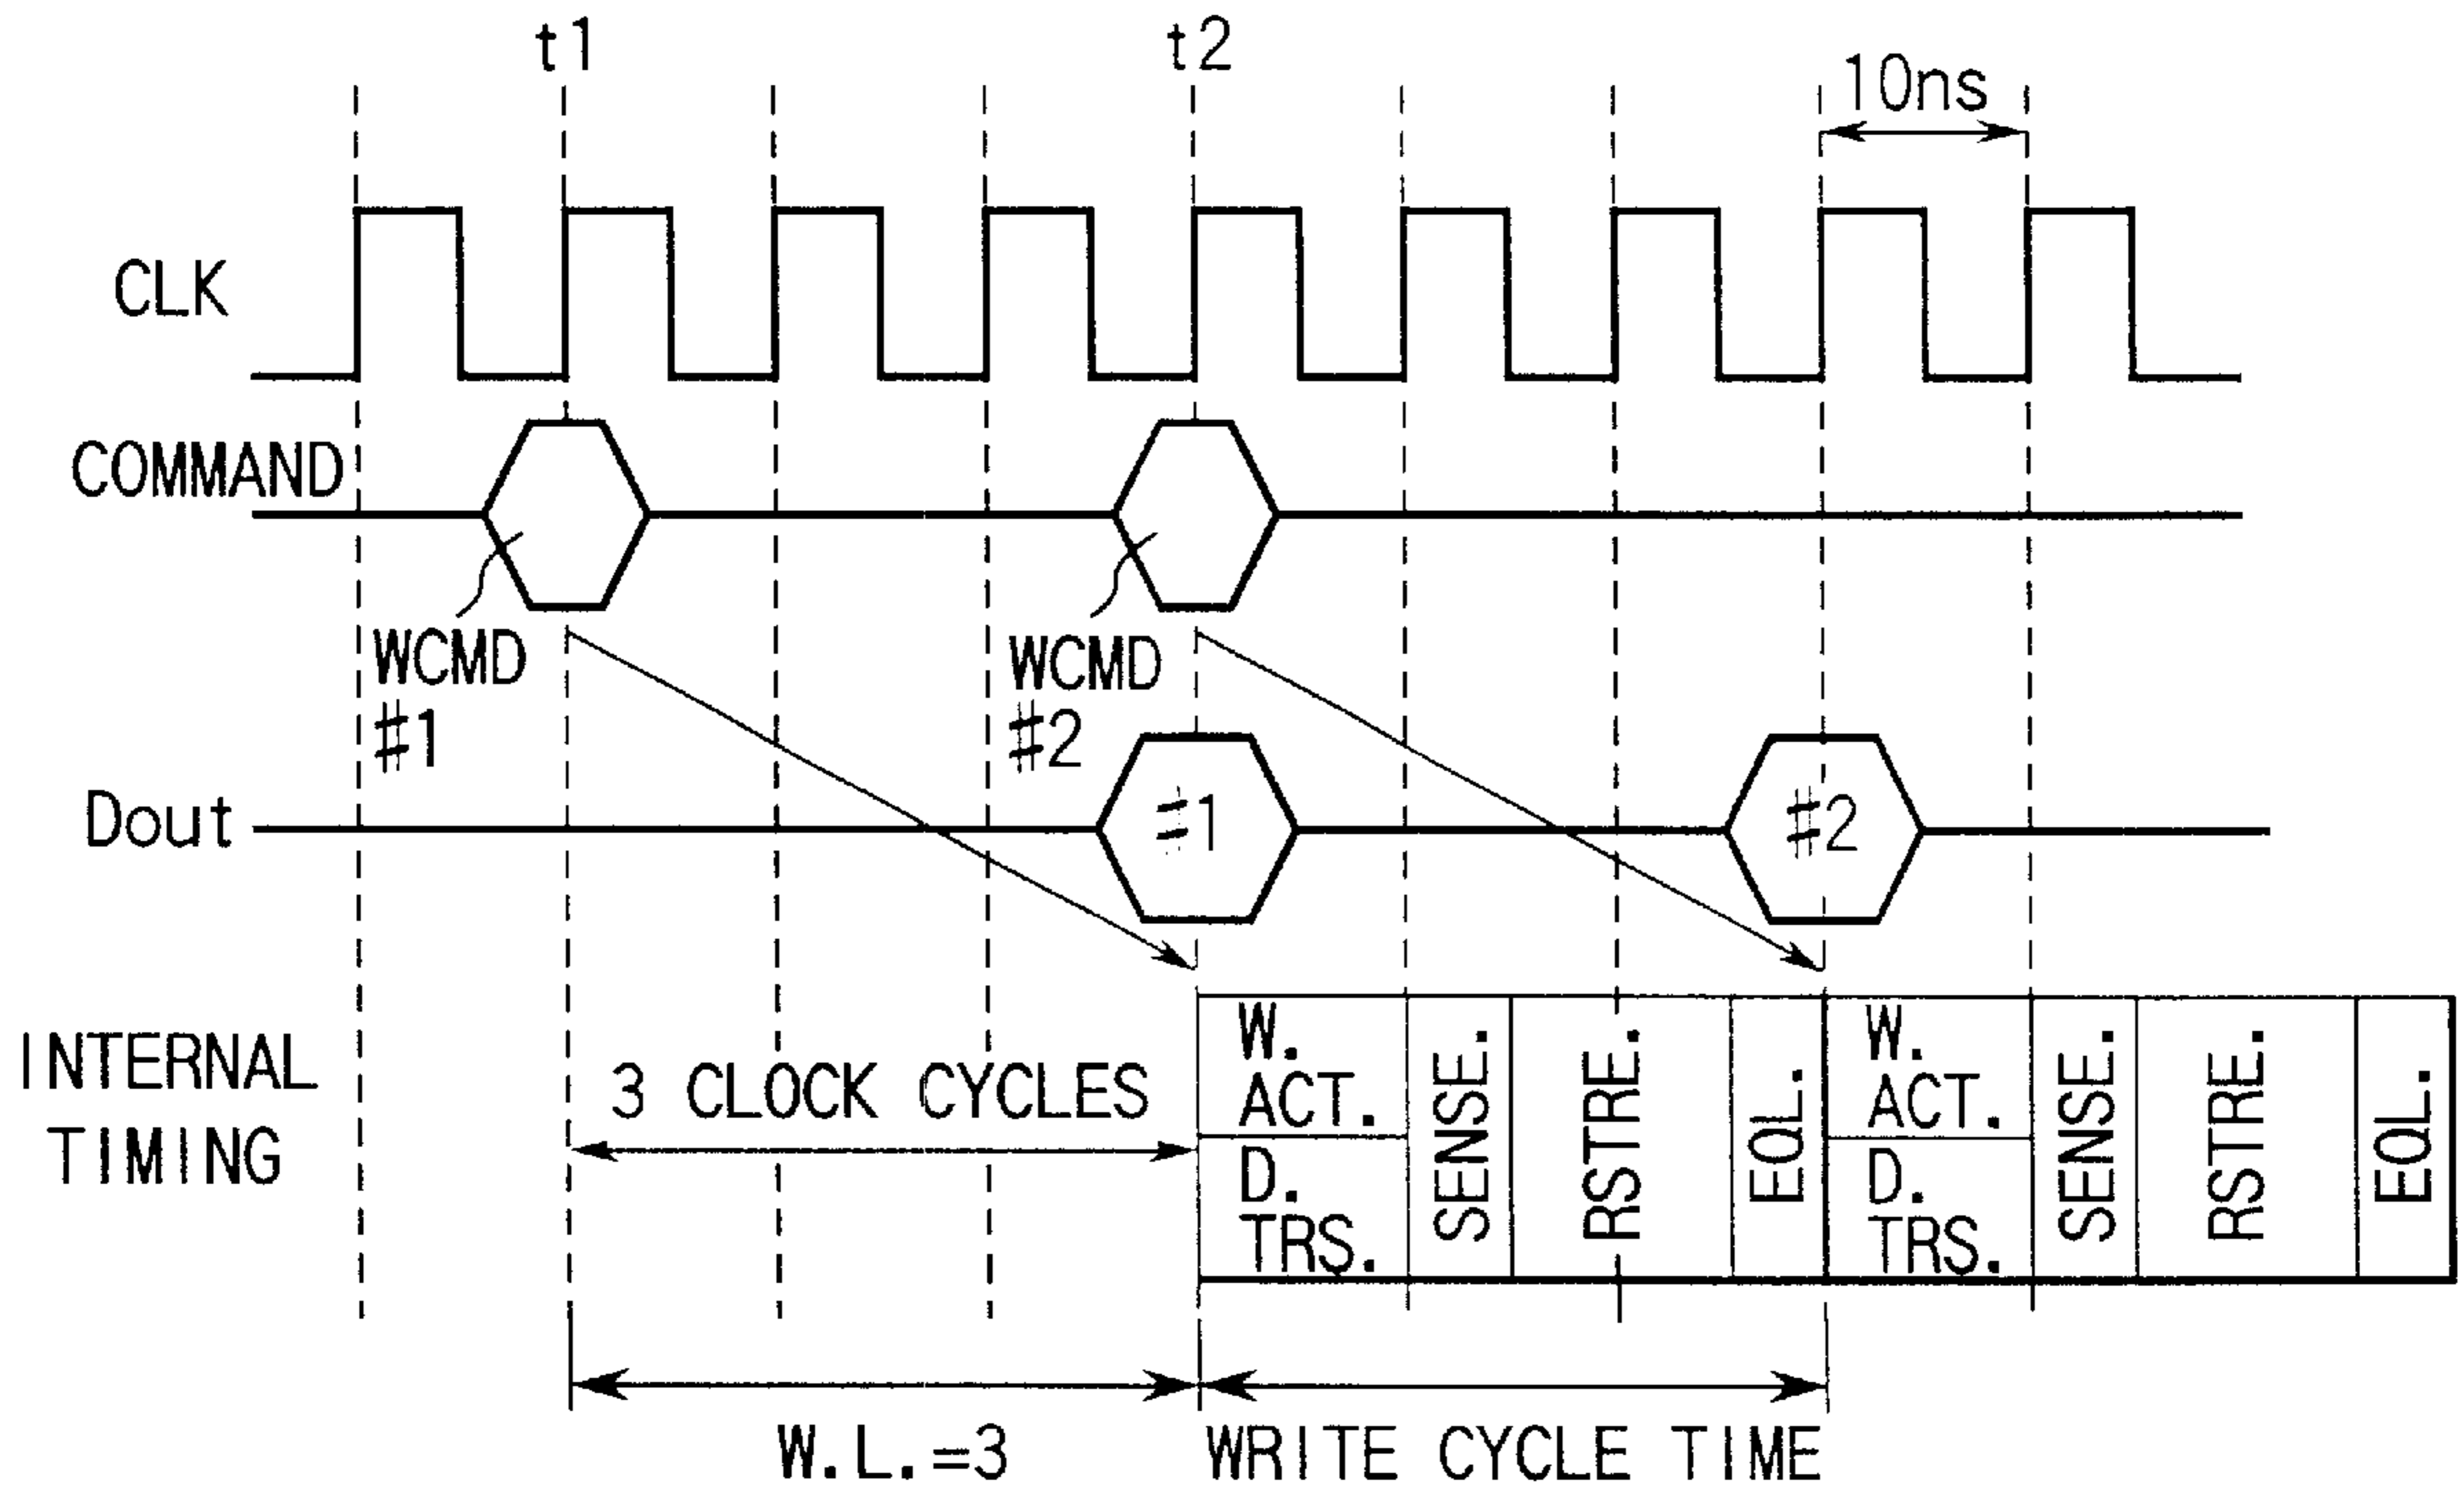 t1
t2
10ns
CLK
COMMAND
WCMD
#1
WCMD
#2
Dout
#1
#2
INTERNAL
TIMING
3 CLOCK CYCLES
W.
ACT.
D.
TRS.
SENSE.
RSTRE.
EQL.
W.
ACT.
D.
TRS.
SENSE.
RSTRE.
EQL.
W.L.=3
WRITE CYCLE TIME